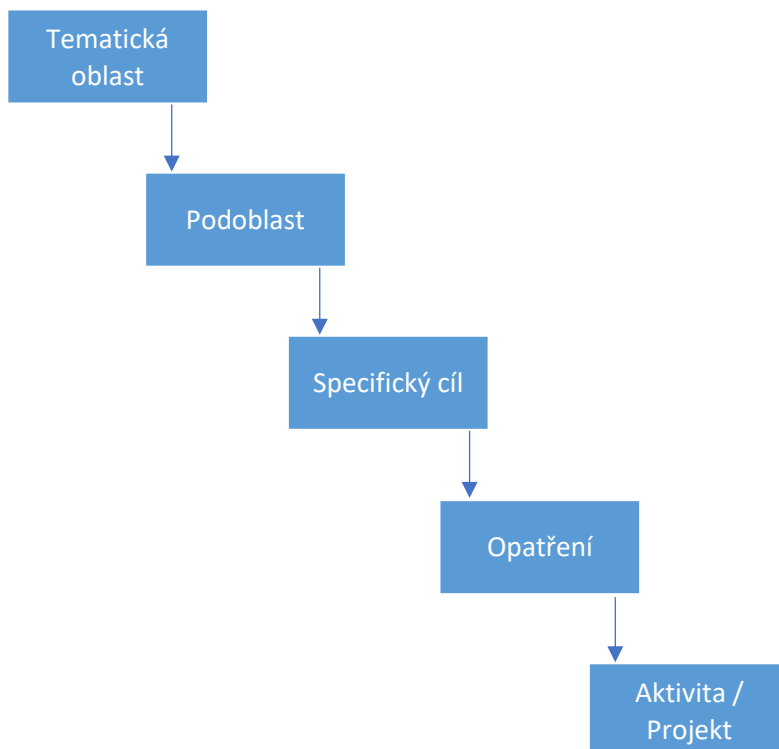 Tematická
oblast
Podoblast
Specifický cíl
Opatření
Aktivita /
Projekt